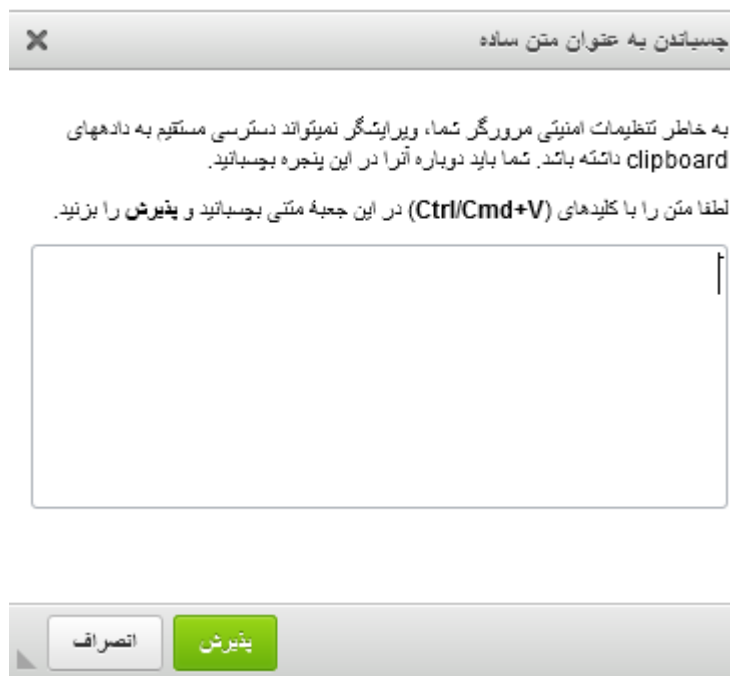 چسباندن به عنوان متن ساده
به خاطر تنظیمات امنیتی مرورگر شما، ویرایشگر نمیتواند دسترسی مستقیم به دادههای
clipboard داشته باشد. شما باید دوباره آنرا در این پنجره بچسبانید.
لطفا متن را با کلیدهای (Ctrl/Cmd+V) در این جعبهٔ متنی بچسبانید و پذیرش را بزنید.
پذیرش
انصراف